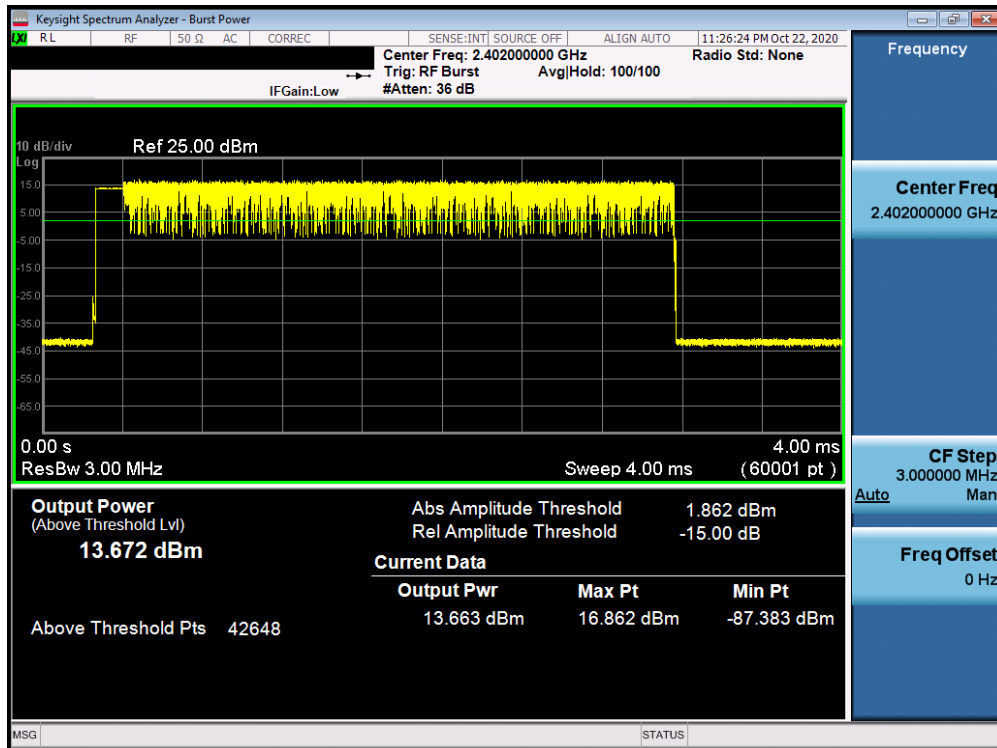 Keysight Spectrum Analyzer - Burst Power
LXI RL RF 50 Ω AC CORREC SENSE:INT SOURCE OFF ALIGN AUTO 11:26:24 PM Oct 22, 2020
Center Freq: 2.402000000 GHz Radio Std: None
Trig: RF Burst Avg|Hold: 100/100
IFGain:Low #Atten: 36 dB
Frequency
10 dB/div Ref 25.00 dBm
Log
15.0
5.00
-5.00
-15.0
-25.0
-35.0
-45.0
-55.0
-65.0
0.00 s 4.00 ms
ResBw 3.00 MHz Sweep 4.00 ms (60001 pt )
Center Freq
2.402000000 GHz
CF Step
3.000000 MHz
Auto Man
Freq Offset
0 Hz
Output Power
(Above Threshold Lvl)
13.672 dBm
Above Threshold Pts 42648
Abs Amplitude Threshold 1.862 dBm
Rel Amplitude Threshold -15.00 dB
Current Data
Output Pwr Max Pt Min Pt
13.663 dBm 16.862 dBm -87.383 dBm
MSG STATUS